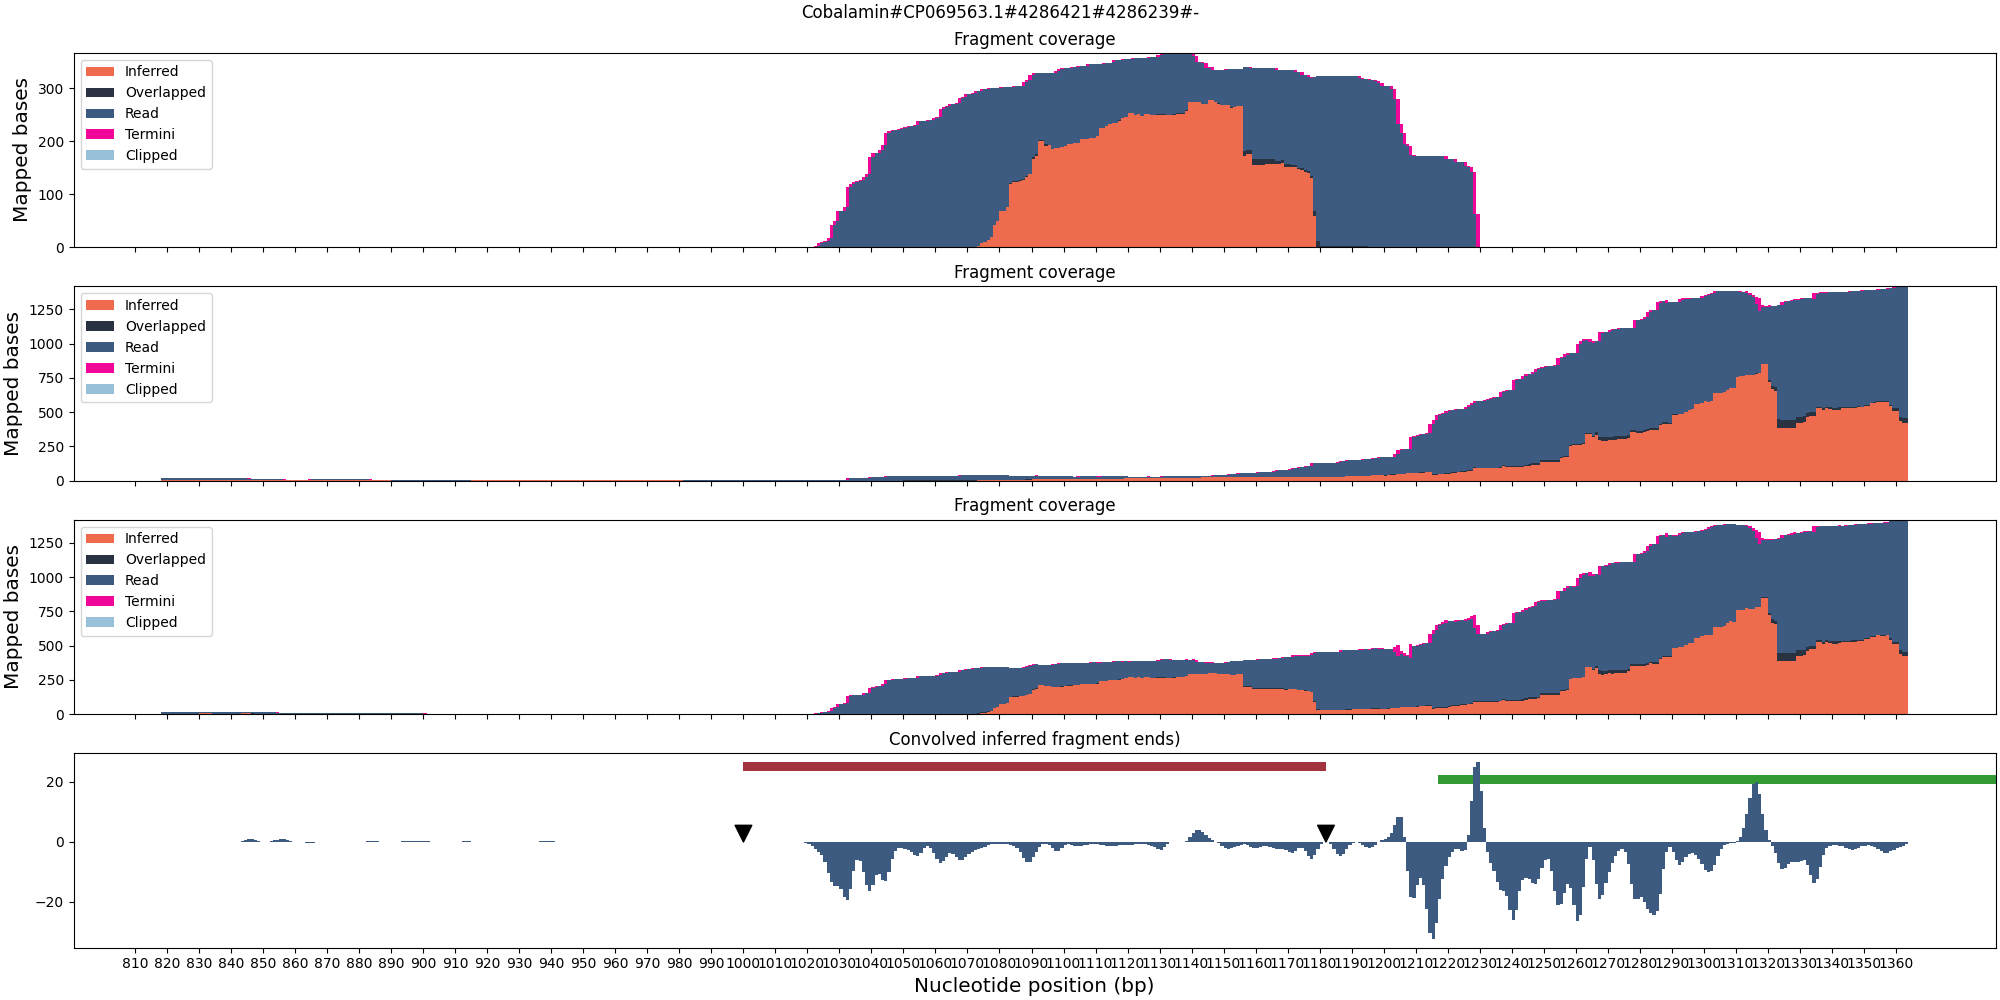 Cobalamin#CP069563.1#4286421#4286239#-
Fragment coverage
Mapped bases
300
200
100
0
Inferred
Overlapped
Read
Termini
Clipped
Fragment coverage
Mapped bases
1250
1000
750
500
250
0
Inferred
Overlapped
Read
Termini
Clipped
Fragment coverage
Mapped bases
1250
1000
750
500
250
0
Inferred
Overlapped
Read
Termini
Clipped
Convolved inferred fragment ends)
20
0
−20
810 820 830 840 850 860 870 880 890 900 910 920 930 940 950 960 970 980 990 1000 1010 1020 1030 1040 1050 1060 1070 1080 1090 1100 1110 1120 1130 1140 1150 1160 1170 1180 1190 1200 1210 1220 1230 1240 1250 1260 1270 1280 1290 1300 1310 1320 1330 1340 1350 1360
Nucleotide position (bp)